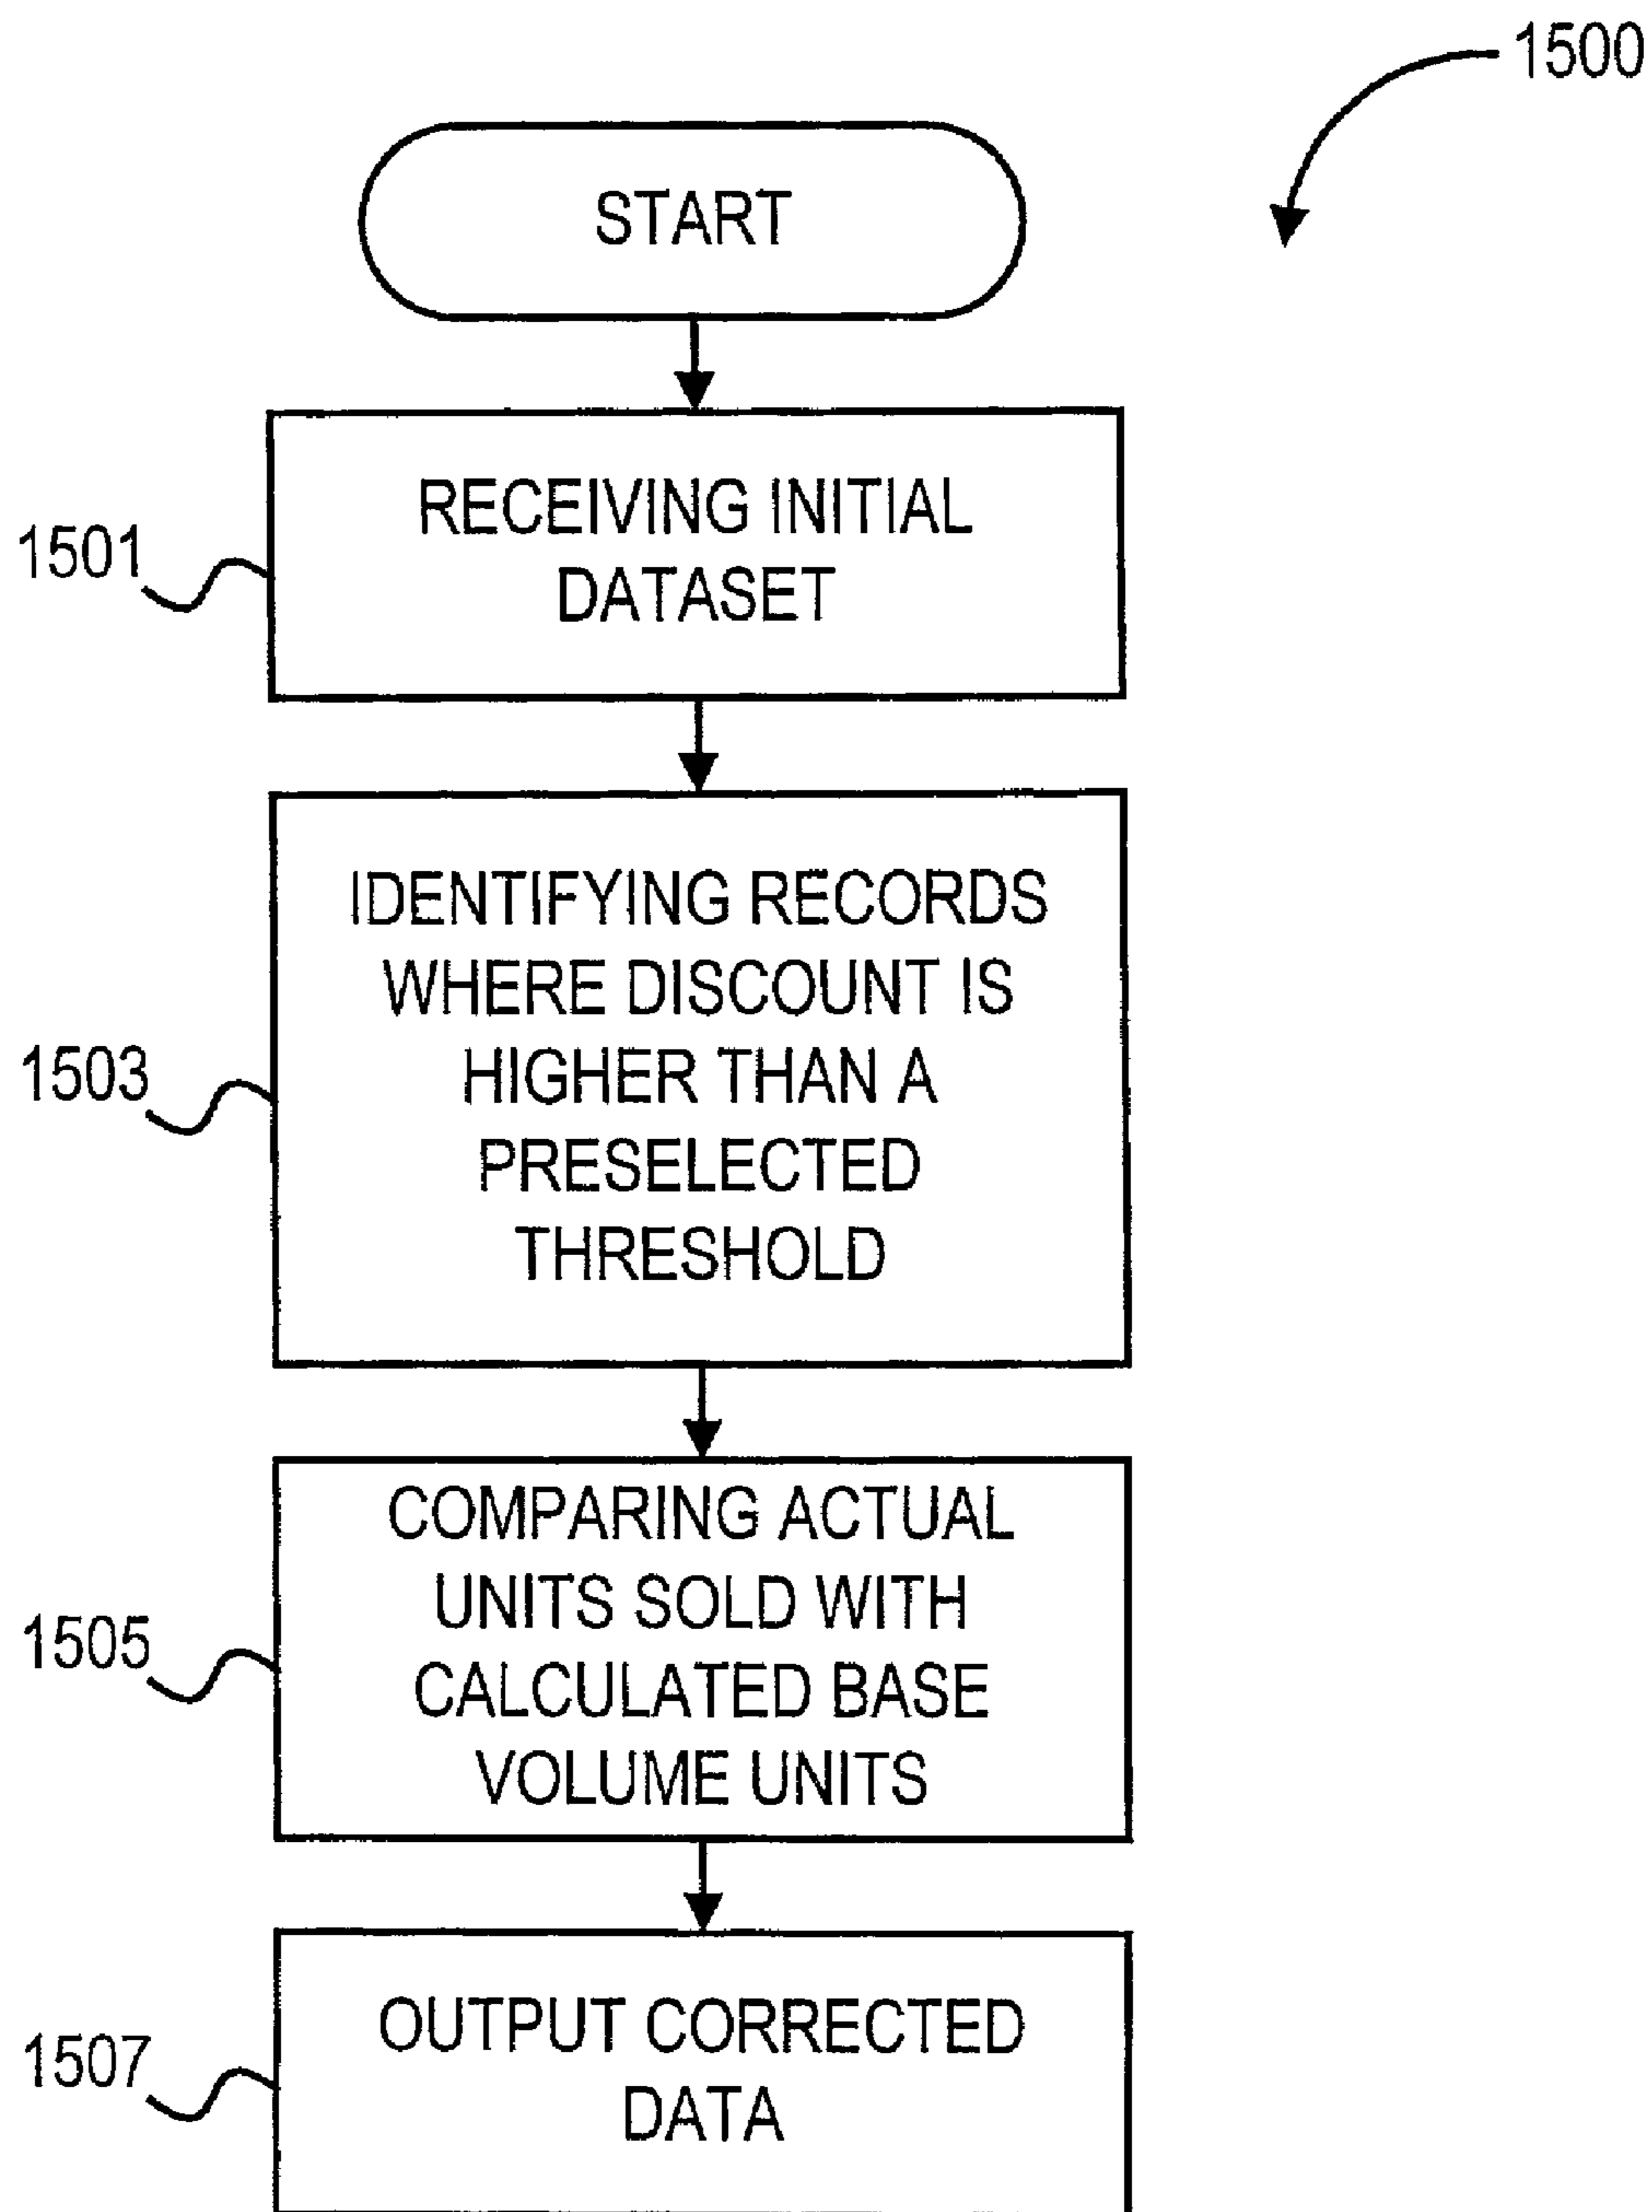 1500
START
RECEIVING INITIAL
DATASET
1501
IDENTIFYING RECORDS
WHERE DISCOUNT IS
HIGHER THAN A
PRESELECTED
THRESHOLD
1503
COMPARING ACTUAL
UNITS SOLD WITH
CALCULATED BASE
VOLUME UNITS
1505
OUTPUT CORRECTED
DATA
1507